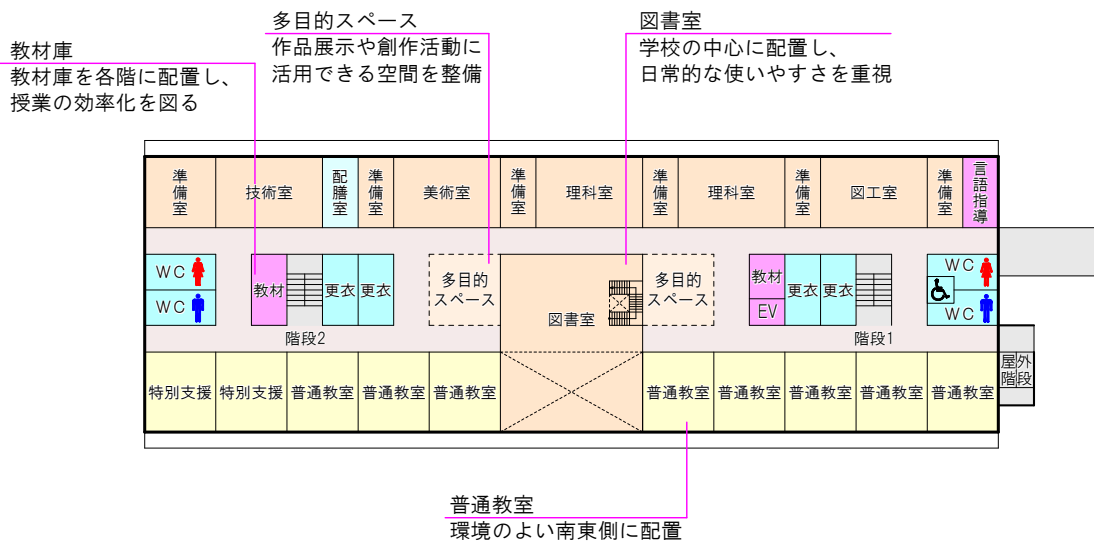 教材庫
教材庫を各階に配置し、
授業の効率化を図る
多目的スペース
作品展示や創作活動に
活用できる空間を整備
図書室
学校の中心に配置し、
日常的な使いやすさを重視
準備室
技術室
配膳室
準備室
美術室
準備室
理科室
準備室
理科室
準備室
図工室
準備室
言語指導
WC
WC
教材
更衣
更衣
階段2
多目的
スペース
図書室
多目的
スペース
教材
EV
更衣
更衣
階段1
WC
WC
特別支援
特別支援
普通教室
普通教室
普通教室
普通教室
普通教室
普通教室
普通教室
普通教室
屋外
階段
普通教室
環境のよい南東側に配置